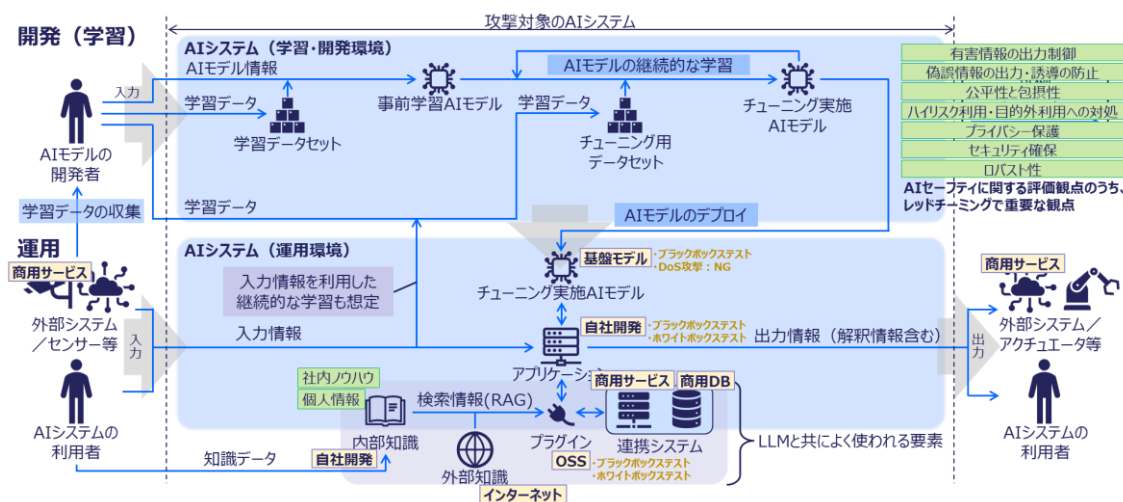 攻撃対象のAIシステム
開発（学習）
AIシステム（学習・開発環境）
AIモデル情報
入力
学習データ
学習データセット
事前学習AIモデル
AIモデルの継続的な学習
学習データ
チューニング用
データセット
チューニング実施
AIモデル
AIモデルの
開発者
学習データ
学習データの収集
AIモデルのデプロイ
有害情報の出力制御
偽誤情報の出力・誘導の防止
公平性と包摂性
ハイリスク利用・目的外利用への対処
プライバシー保護
セキュリティ確保
ロバスト性
AIセーフティに関する評価観点のうち、
レッドチーミングで重要な観点
運用
AIシステム（運用環境）
商用サービス
外部システム
／センサー等
入力
AIシステムの
利用者
入力情報を利用した
継続的な学習も想定
入力情報
基盤モデル
・ブラックボックステスト
・DoS攻撃：NG
チューニング実施AIモデル
自社開発
・ブラックボックステスト
・ホワイトボックステスト
アプリケーション
出力情報（解釈情報含む）
出力
商用サービス
外部システム／
アクチュエータ等
AIシステムの
利用者
社内ノウハウ
個人情報
検索情報(RAG)
内部知識
自社開発
知識データ
外部知識
インターネット
プラグイン
OSS
・ブラックボックステスト
・ホワイトボックステスト
商用サービス
商用DB
連携システム
LLMと共によく使われる要素